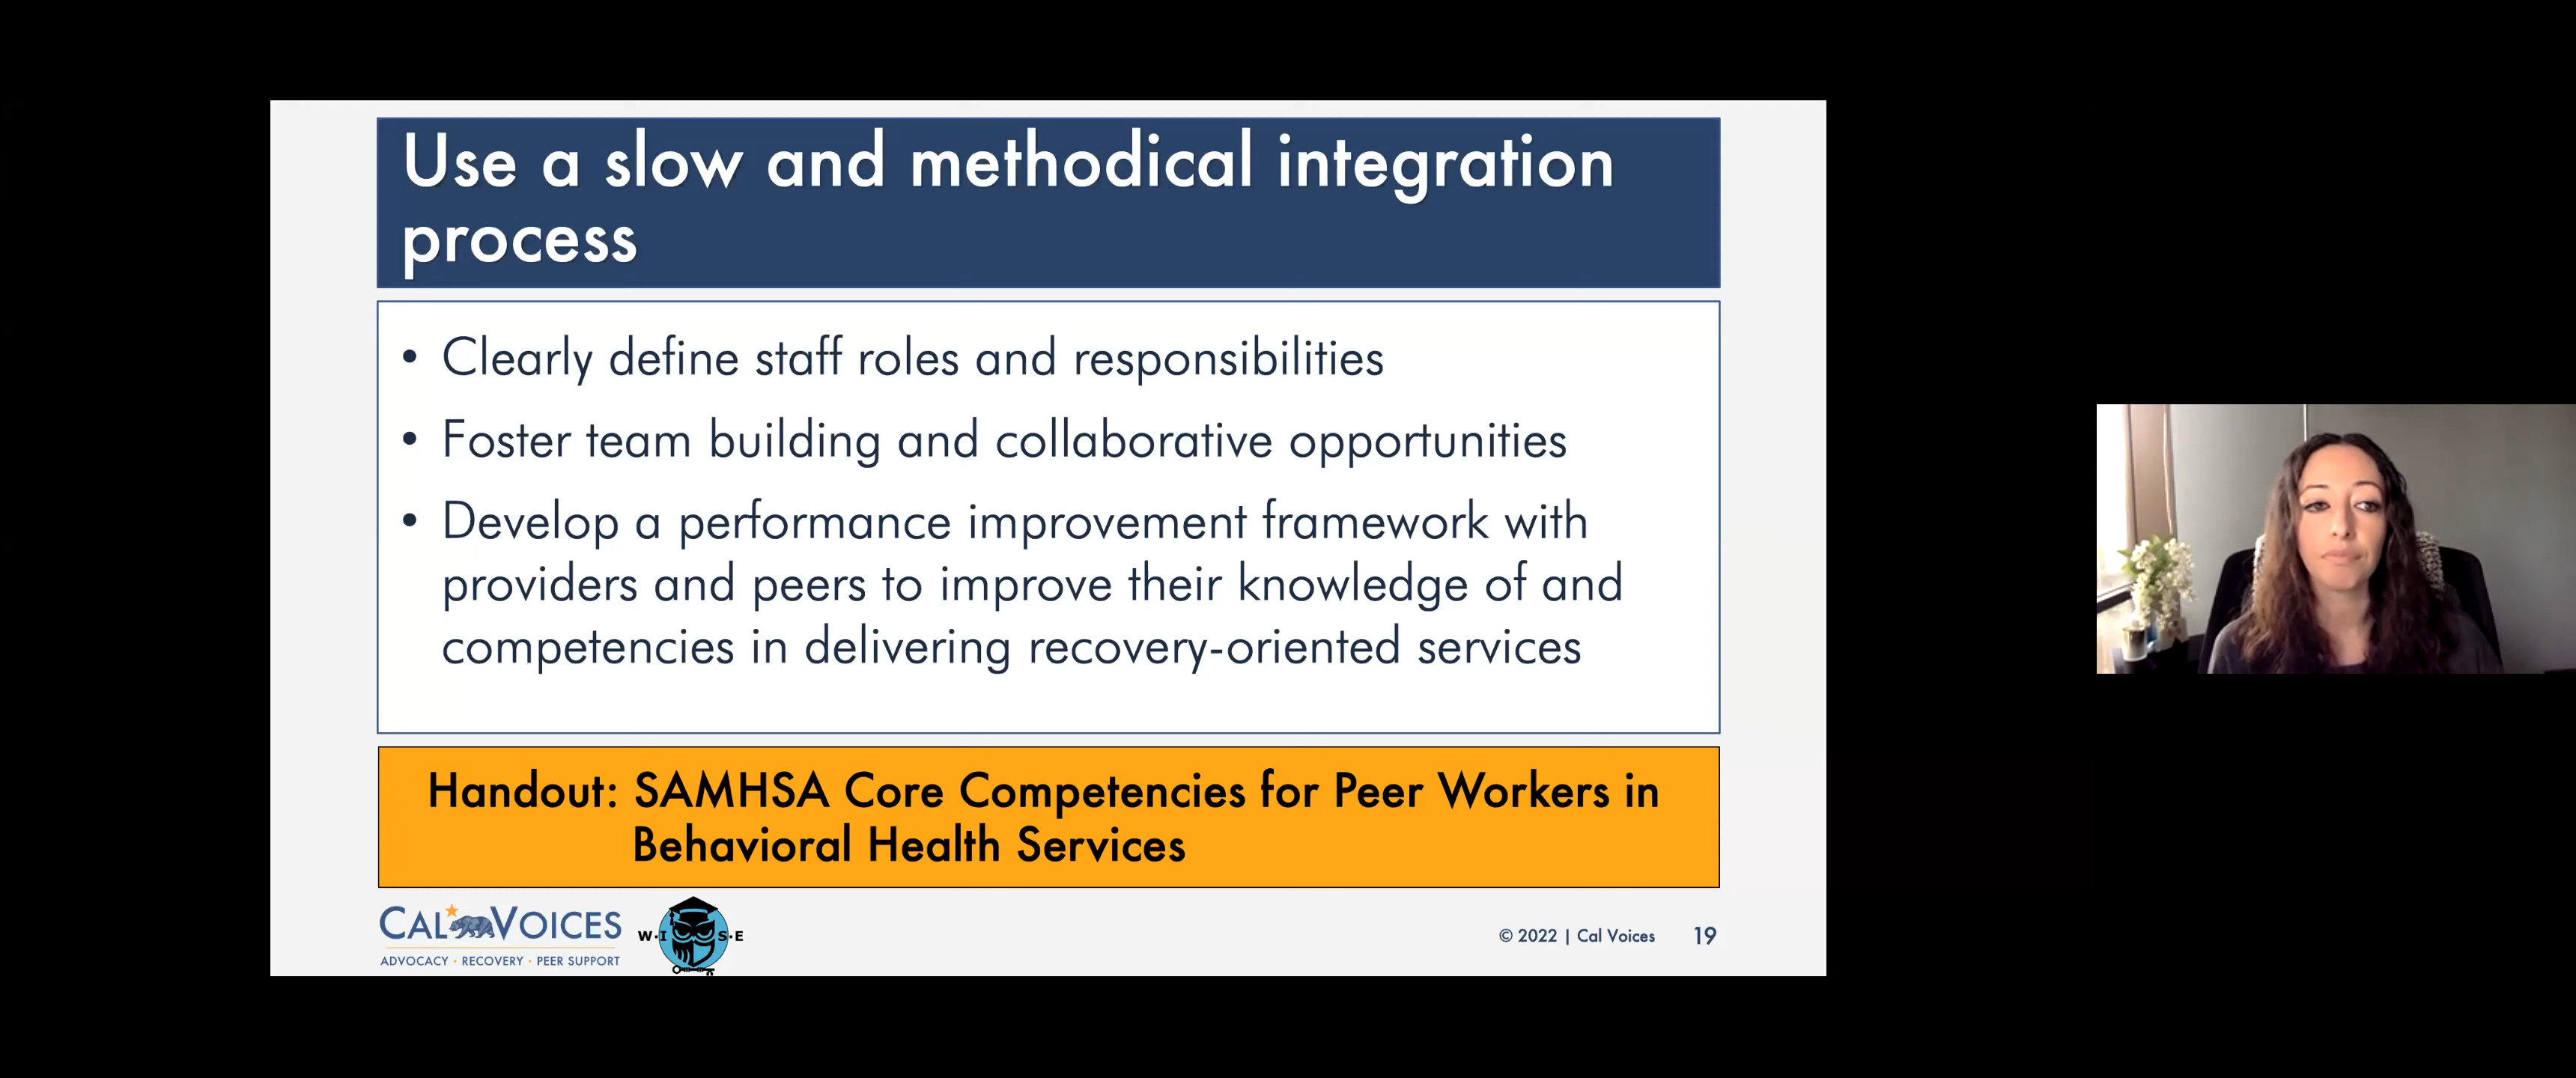 Use a slow and methodical integration
process
• Clearly define staff roles and responsibilities
• Foster team building and collaborative opportunities
• Develop a performance improvement framework with
providers and peers to improve their knowledge of and
competencies in delivering recovery-oriented services
Handout: SAMHSA Core Competencies for Peer Workers in
Behavioral Health Services
CAL VOICES
ADVOCACY · RECOVERY · PEER SUPPORT
W·I S·E
© 2022 | Cal Voices 19